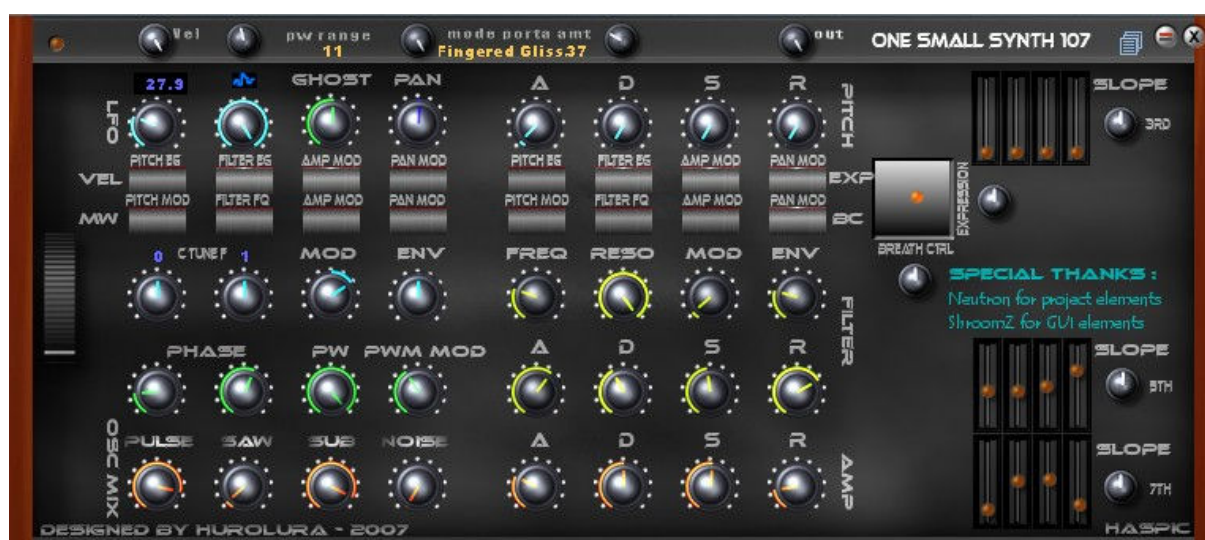 Vel pw range mode porta amt out ONE SMALL SYNTH 107
11 Fingered Gliss.37
27.9 GHOST PAN A D S R SLOPE
LFO PITCH 3RD
PITCH EG FILTER EG AMP MOD PAN MOD PITCH EG FILTER EG AMP MOD PAN MOD
VEL EXP
PITCH MOD FILTER FQ AMP MOD PAN MOD PITCH MOD FILTER FQ AMP MOD PAN MOD
MW BC EXPRESSION
BREATH CTRL
0 C TUNE F 1 MOD ENV FREQ RESO MOD ENV
FILTER
SPECIAL THANKS :
Neutron for project elements
ShroomZ for GUI elements
PHASE PW PWM MOD A D S R SLOPE
5TH
OSC MIX PULSE SAW SUB NOISE A D S R SLOPE
AMP 7TH
DESIGNED BY HUROLURA - 2007 HASPIC